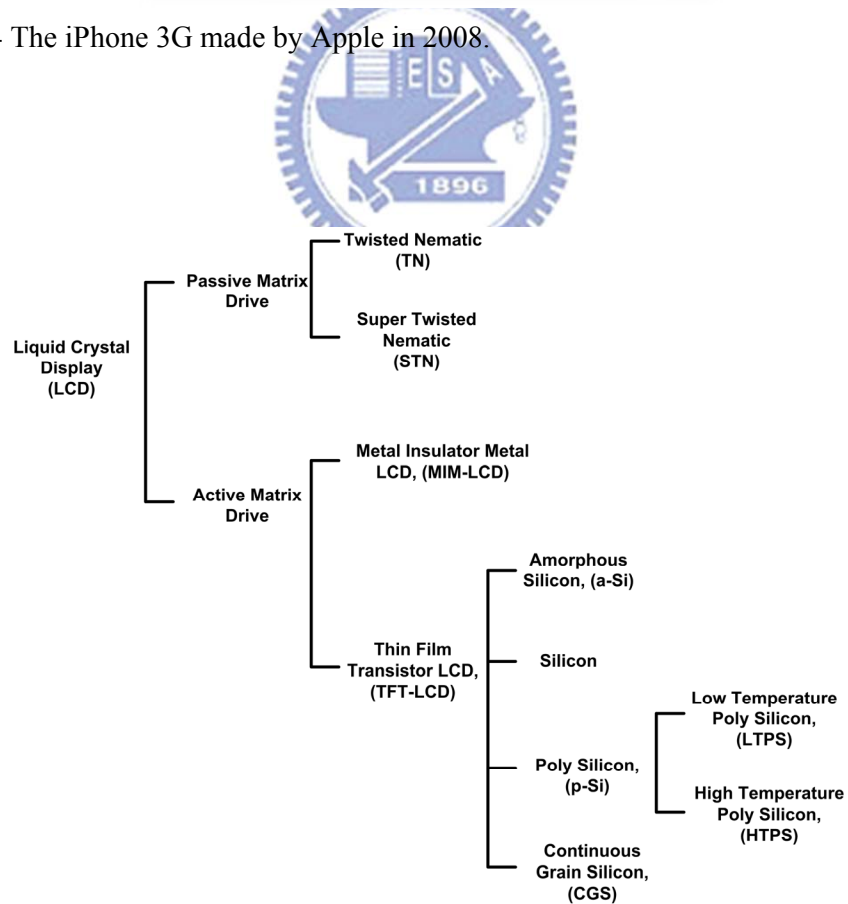 The iPhone 3G made by Apple in 2008.
E S A
1896
Twisted Nematic
(TN)
Passive Matrix
Drive
Super Twisted
Nematic
(STN)
Liquid Crystal
Display
(LCD)
Metal Insulator Metal
LCD, (MIM-LCD)
Active Matrix
Drive
Amorphous
Silicon, (a-Si)
Thin Film
Transistor LCD,
(TFT-LCD)
Silicon
Low Temperature
Poly Silicon,
(LTPS)
Poly Silicon,
(p-Si)
High Temperature
Poly Silicon,
(HTPS)
Continuous
Grain Silicon,
(CGS)